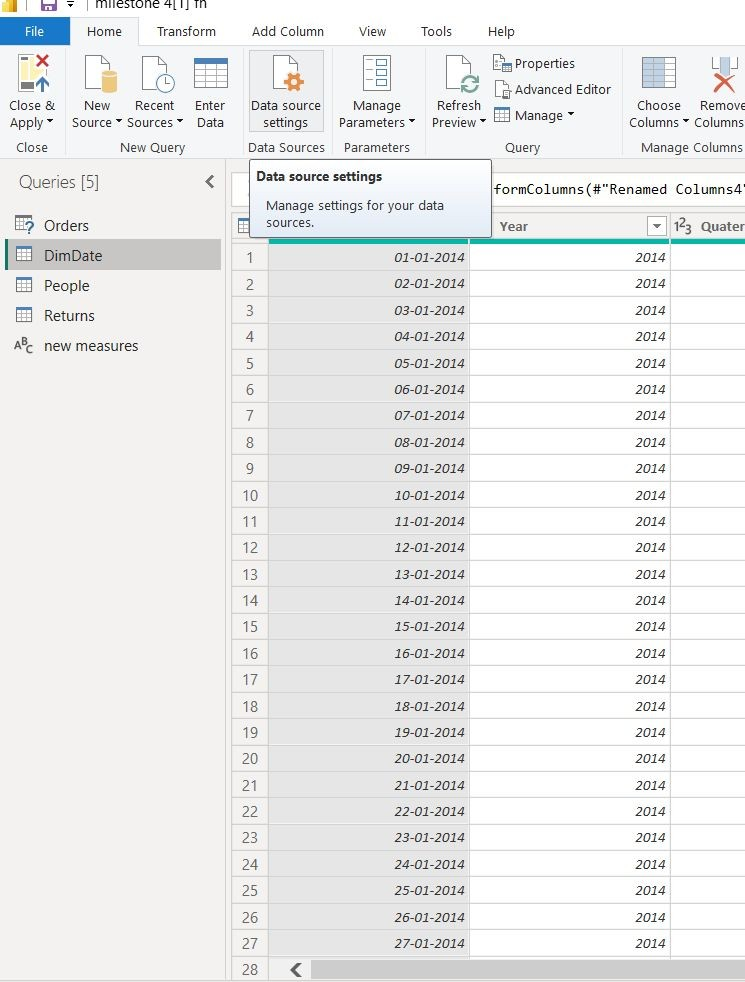 milestone 4[1] fn
File Home Transform Add Column View Tools Help
Close & Apply
New Source
Recent Sources
Enter Data
Data source settings
Manage Parameters
Refresh Preview
Properties
Advanced Editor
Manage
Choose Columns
Remove Columns
Close New Query Data Sources Parameters Query Manage Columns
Queries [5]
Data source settings
Manage settings for your data
sources.
formColumns(#"Renamed Columns4"
Orders
DimDate
People
Returns
ABC new measures
Year 123 Quater
1 01-01-2014 2014
2 02-01-2014 2014
3 03-01-2014 2014
4 04-01-2014 2014
5 05-01-2014 2014
6 06-01-2014 2014
7 07-01-2014 2014
8 08-01-2014 2014
9 09-01-2014 2014
10 10-01-2014 2014
11 11-01-2014 2014
12 12-01-2014 2014
13 13-01-2014 2014
14 14-01-2014 2014
15 15-01-2014 2014
16 16-01-2014 2014
17 17-01-2014 2014
18 18-01-2014 2014
19 19-01-2014 2014
20 20-01-2014 2014
21 21-01-2014 2014
22 22-01-2014 2014
23 23-01-2014 2014
24 24-01-2014 2014
25 25-01-2014 2014
26 26-01-2014 2014
27 27-01-2014 2014
28